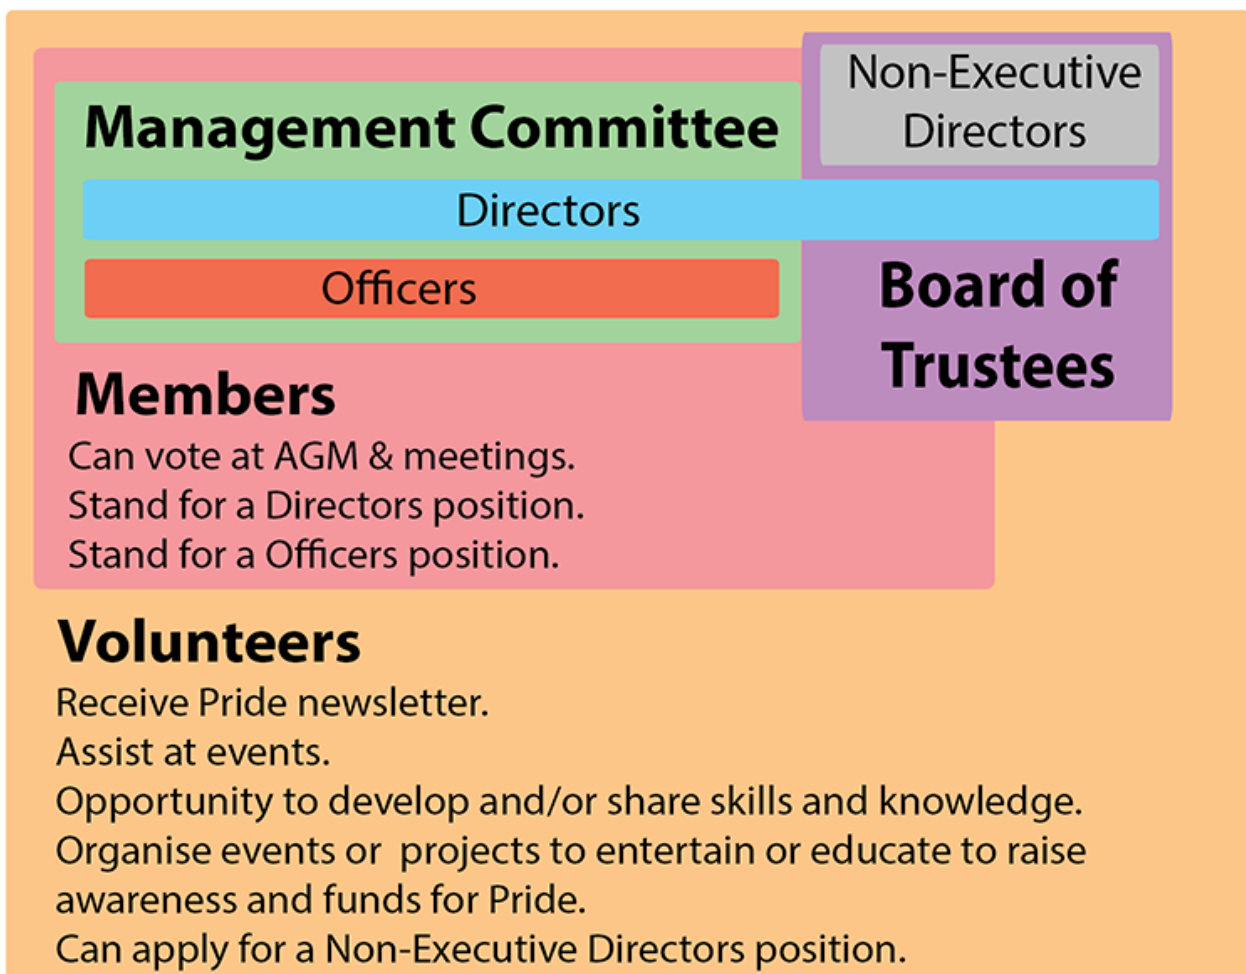 Management Committee
Non-Executive
Directors
Directors
Officers
Board of
Trustees
Members
Can vote at AGM & meetings.
Stand for a Directors position.
Stand for a Officers position.
Volunteers
Receive Pride newsletter.
Assist at events.
Opportunity to develop and/or share skills and knowledge.
Organise events or  projects to entertain or educate to raise
awareness and funds for Pride.
Can apply for a Non-Executive Directors position.